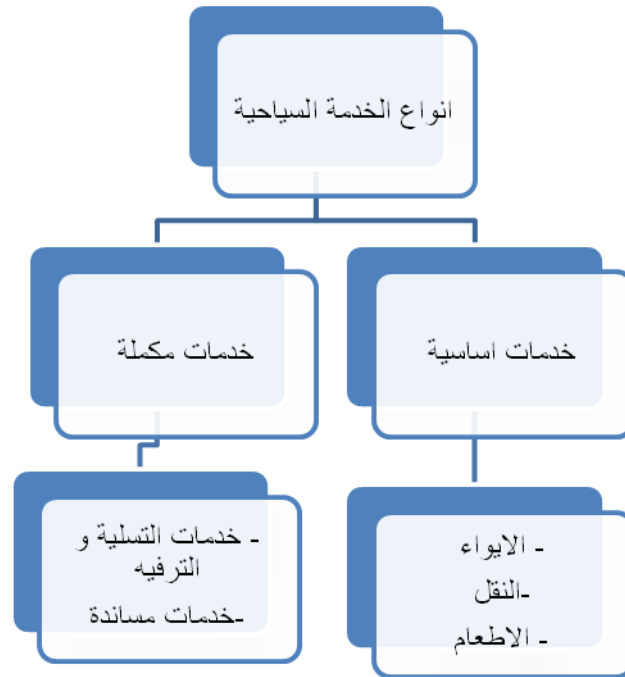 انواع الخدمة السياحية
خدمات اساسية
خدمات مكملة
- الايواء
-النقل
- الاطعام
- خدمات التسلية و
الترفيه
-خدمات مساندة